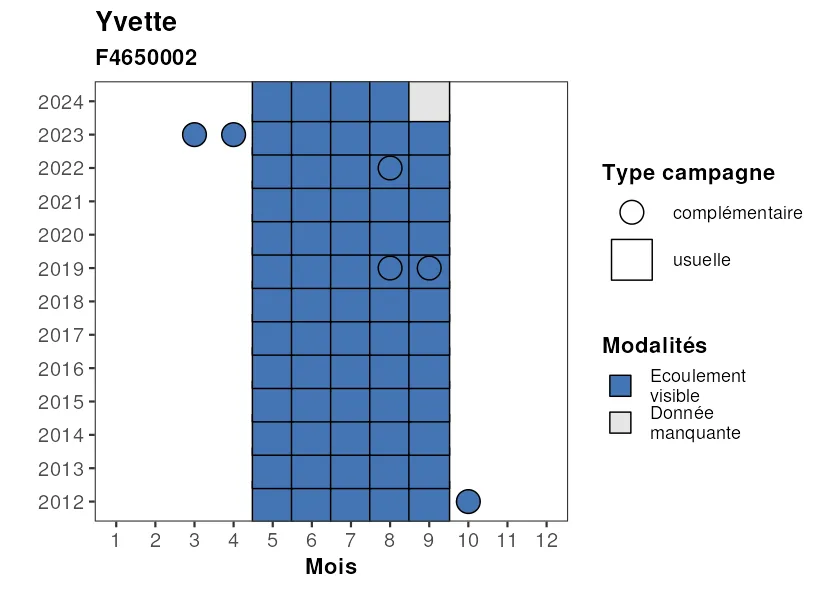 Yvette
F4650002
2024
2023
2022
2021
2020
2019
2018
2017
2016
2015
2014
2013
2012
1 2 3 4 5 6 7 8 9 10 11 12
Mois
Type campagne
complémentaire
usuelle
Modalités
Ecoulement
visible
Donnée
manquante